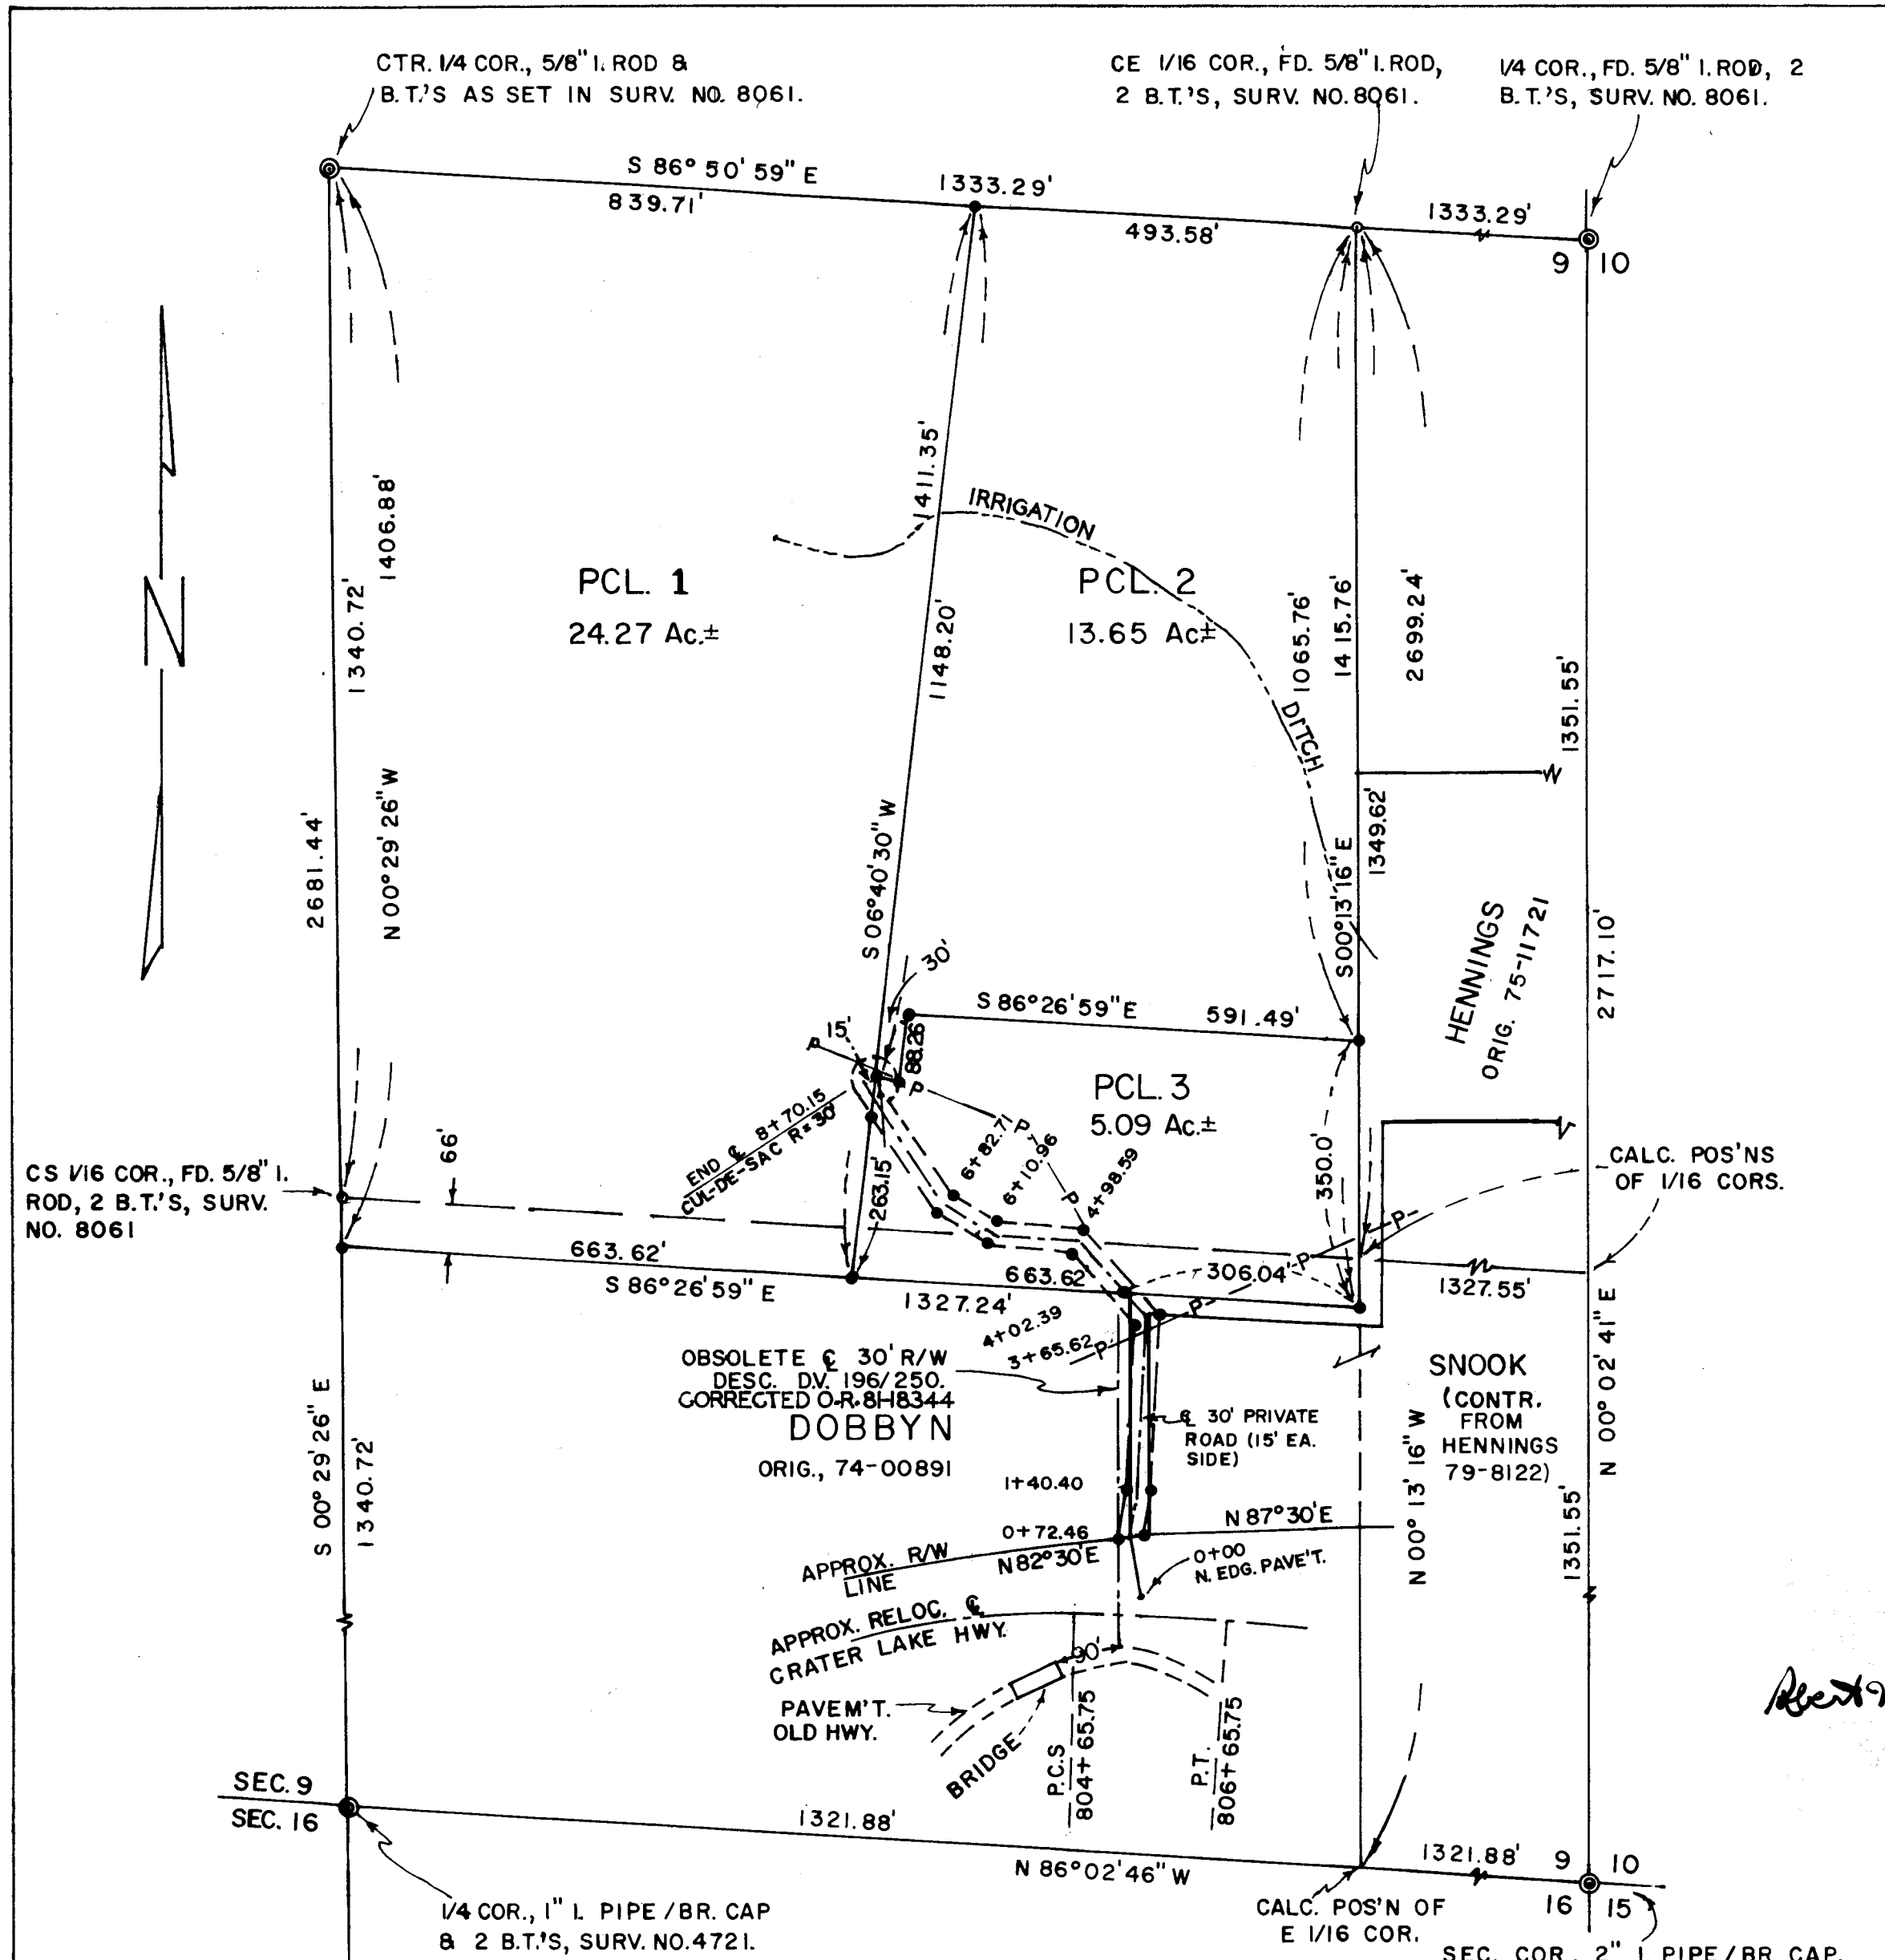 CTR. 1/4 COR., 5/8" I. ROD &
B.T.'S AS SET IN SURV. NO. 8061.
CE 1/16 COR., FD. 5/8" I. ROD,
2 B.T.'S, SURV. NO. 8061.
1/4 COR., FD. 5/8" I. ROD, 2
B.T.'S, SURV. NO. 8061.
S 86° 50' 59" E
839.71'
1333.29'
493.58'
1333.29'
9 10
1411.35'
IRRIGATION
DITCH
N
1406.88'
1340.72'
PCL. 1
24.27 Ac.±
PCL. 2
13.65 Ac±
1148.20'
1065.76'
1415.76'
2699.24'
1351.55'
2681.44'
N 00° 29' 26" W
S 06° 40' 30" W
S 00° 13' 16" E
1349.62'
HENNINGS
ORIG. 75-11721
2717.10'
30'
15'
P
88.26
P
S 86° 26' 59" E
591.49'
PCL. 3
5.09 Ac.±
END ℄ 8+70.15
CUL-DE-SAC R=30'
263.15'
6+82.71
6+10.96
4+98.59
P
P
350.0'
CALC. POS'NS
OF 1/16 CORS.
CS 1/16 COR., FD. 5/8" I.
ROD, 2 B.T.'S, SURV.
NO. 8061
66'
663.62'
S 86° 26' 59" E
663.62'
1327.24'
306.04'
P
P
P
P
1327.55'
4+02.39
3+65.62
OBSOLETE ℄ 30' R/W
DESC. D.V. 196/250.
CORRECTED O.R. 8H8344
DOBBYN
ORIG., 74-00891
℄ 30' PRIVATE
ROAD (15' EA.
SIDE)
SNOOK
(CONTR.
FROM
HENNINGS
79-8122)
N 00° 02' 41" E
S 00° 29' 26" E
1340.72'
N 00° 13' 16" W
1351.55'
1+40.40
0+72.46
N 87° 30' E
APPROX. R/W
LINE
N 82° 30' E
0+00
N. EDG. PAVE'T.
APPROX. RELOC. ℄
CRATER LAKE HWY.
90'
PAVEM'T.
OLD HWY.
BRIDGE
P.C.S
804+65.75
P.T.
806+65.75
SEC. 9
SEC. 16
1321.88'
N 86° 02' 46" W
1321.88'
9 10
16 15
1/4 COR., 1" I. PIPE / BR. CAP
& 2 B.T.'S, SURV. NO. 4721.
CALC. POS'N OF
E 1/16 COR.
SEC. COR., 2" I. PIPE / BR. CAP,